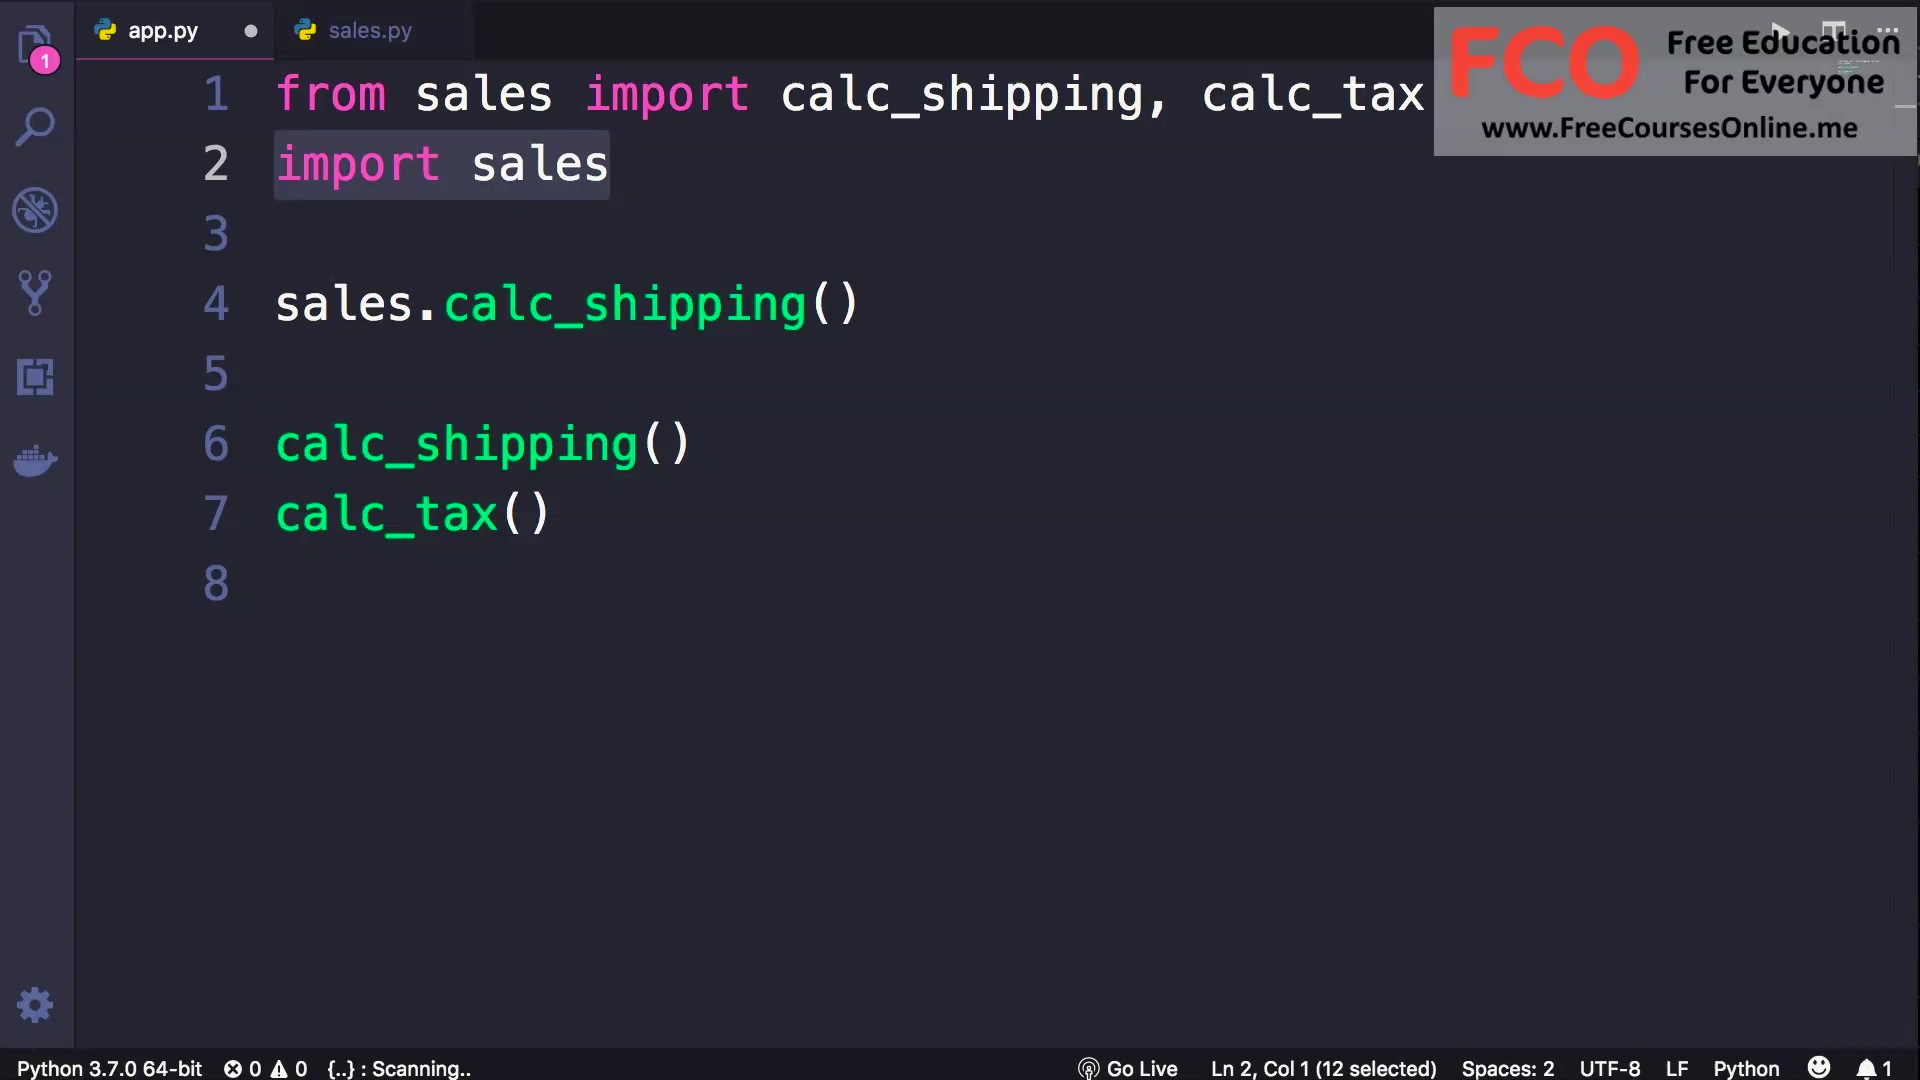 app.py
sales.py
1
FCO
Free Education
For Everyone
www.FreeCoursesOnline.me
1 from sales import calc_shipping, calc_tax
2 import sales
3
4 sales.calc_shipping()
5
6 calc_shipping()
7 calc_tax()
8
Python 3.7.0 64-bit 0 0 {..} : Scanning.. Go Live Ln 2, Col 1 (12 selected) Spaces: 2 UTF-8 LF Python 1